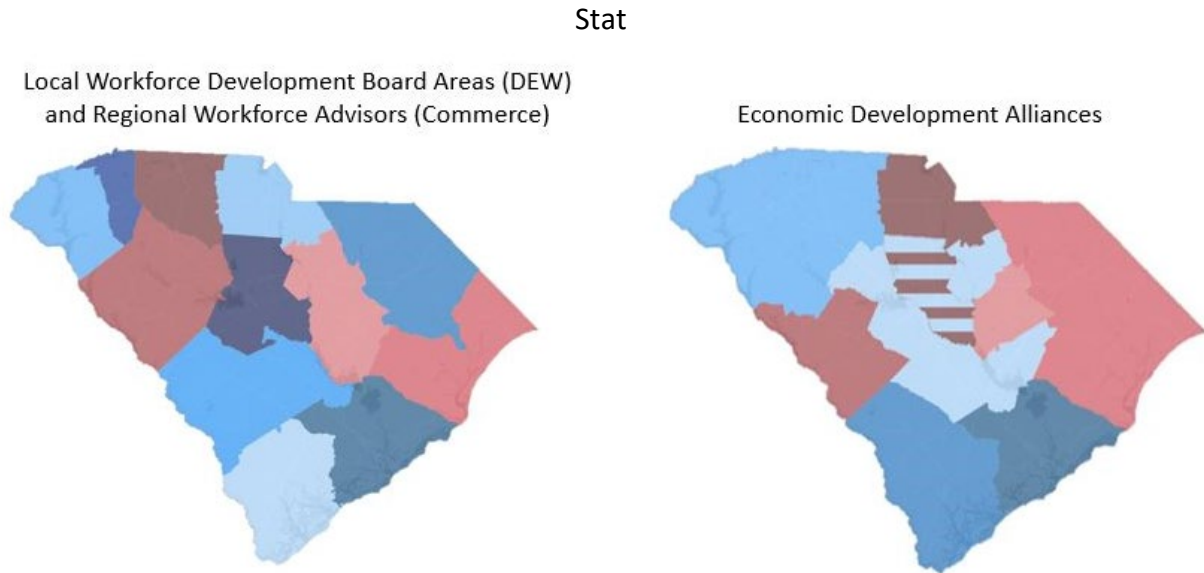 Stat
Local Workforce Development Board Areas (DEW)
and Regional Workforce Advisors (Commerce)
Economic Development Alliances